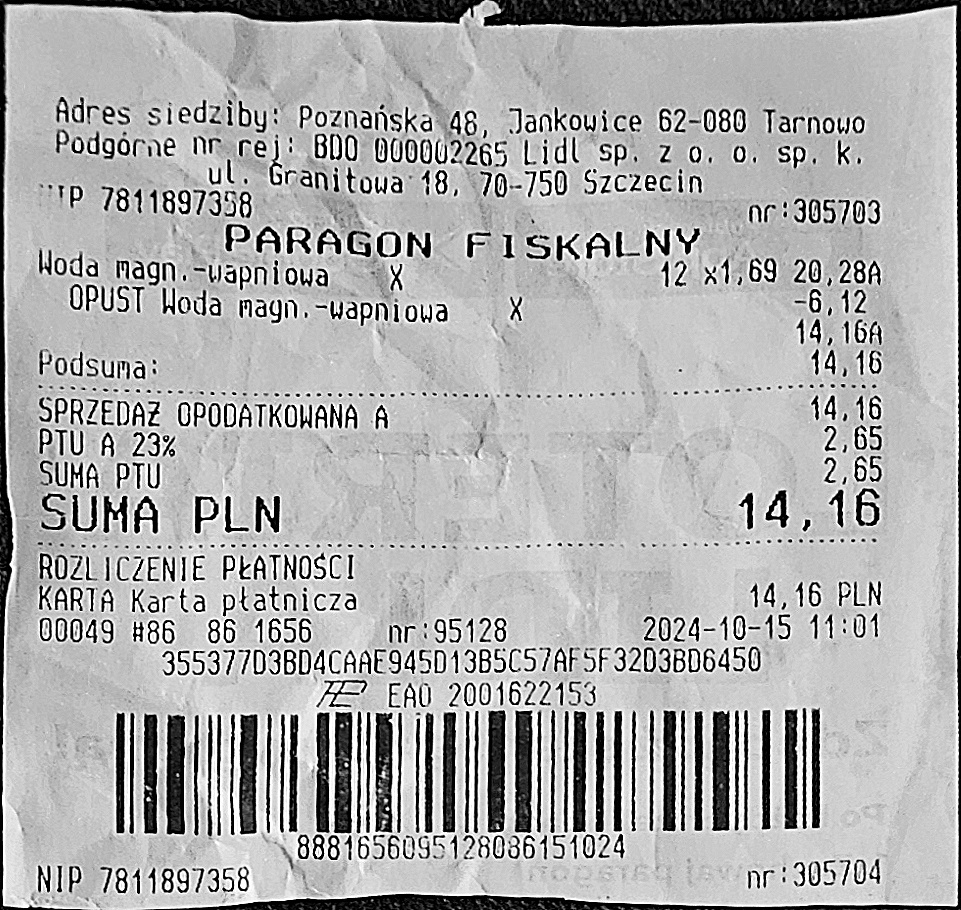 Adres siedziby: Poznańska 48, Jankowice 62-080 Tarnowo
Podgórne nr rej: BDO 000002265 Lidl sp. z o. o. sp. k.
ul. Granitowa 18, 70-750 Szczecin
NIP 7811897358 nr:305703
PARAGON FISKALNY
Woda magn.-wapniowa X 12 x1,69 20,28A
OPUST Woda magn.-wapniowa X -6,12
14,16A
Podsuma: 14,16
SPRZEDAŻ OPODATKOWANA A 14,16
PTU A 23% 2,65
SUMA PTU 2,65
SUMA PLN 14,16
ROZLICZENIE PŁATNOŚCI
KARTA Karta płatnicza 14,16 PLN
00049 #86 86 1656 nr:95128 2024-10-15 11:01
355377D3BD4CAAE945D13B5C57AF5F32D3BD6450
EAO 2001622153
88816560951280861​51024
NIP 7811897358 nr:305704